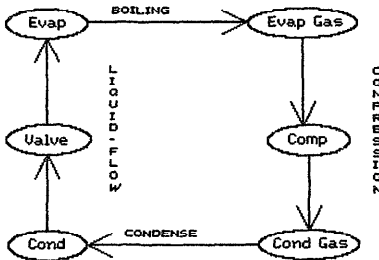 Evap
BOILING
Evap Gas
LIQUID-FLOW
COMPRESSION
Valve
Comp
Cond
CONDENSE
Cond Gas